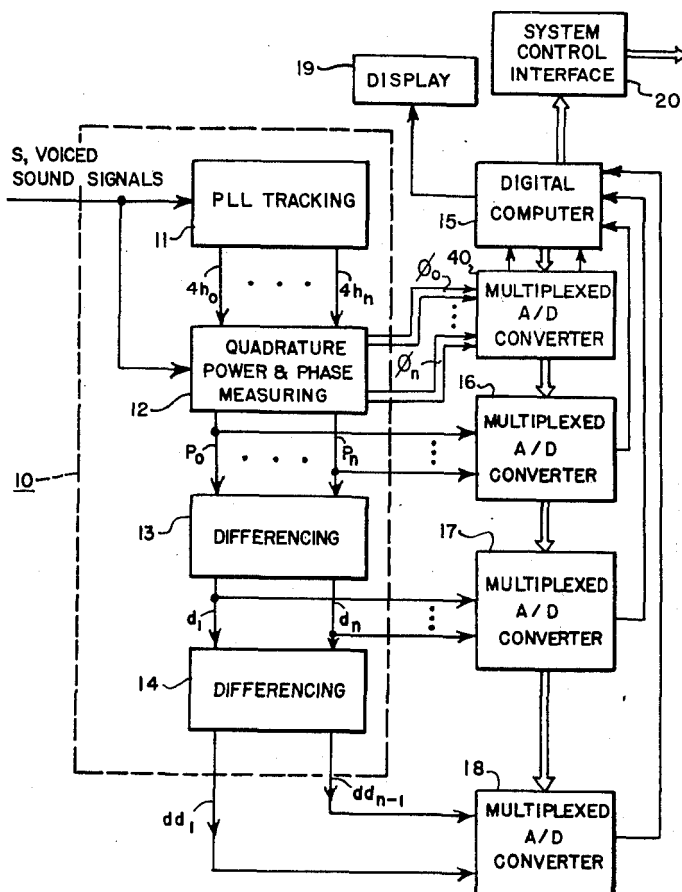 SYSTEM
CONTROL
INTERFACE
20
19
DISPLAY
S, VOICED
SOUND SIGNALS
PLL TRACKING
11
DIGITAL
COMPUTER
15
4h₀ . . . 4hₙ
40
MULTIPLEXED
A/D
CONVERTER
∅₀
∅ₙ
QUADRATURE
POWER & PHASE
MEASURING
12
16
MULTIPLEXED
A/D
CONVERTER
P₀ . . . Pₙ
10
13
DIFFERENCING
17
MULTIPLEXED
A/D
CONVERTER
d₁
dₙ
14
DIFFERENCING
18
MULTIPLEXED
A/D
CONVERTER
ddₙ₋₁
dd₁